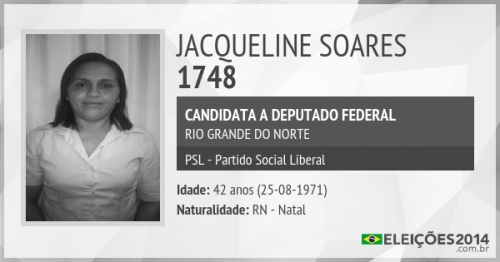 JACQUELINE SOARES
1748
CANDIDATA A DEPUTADO FEDERAL
RIO GRANDE DO NORTE
PSL - Partido Social Liberal
Idade: 42 anos (25-08-1971)
Naturalidade: RN - Natal
ELEIÇÕES2014
.com.br